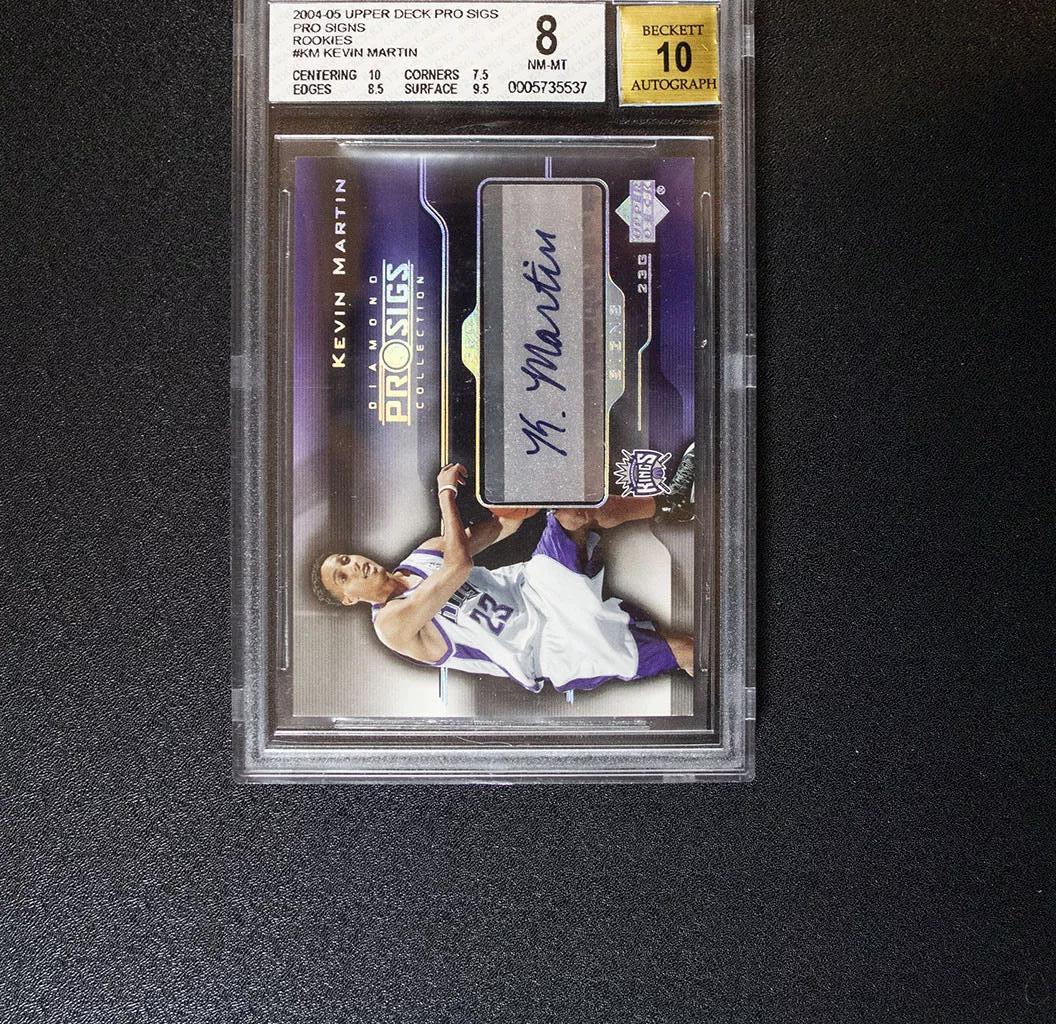 2004-05 UPPER DECK PRO SIGS
PRO SIGNS
ROOKIES
#KM KEVIN MARTIN
CENTERING 10 CORNERS 7.5
EDGES 8.5 SURFACE 9.5
8
NM-MT
0005735537
BECKETT
10
AUTOGRAPH
KEVIN MARTIN
DIAMOND
PRO SIGS
COLLECTION
K. Martin
UPPER
DECK
®
23G
KINGS
23